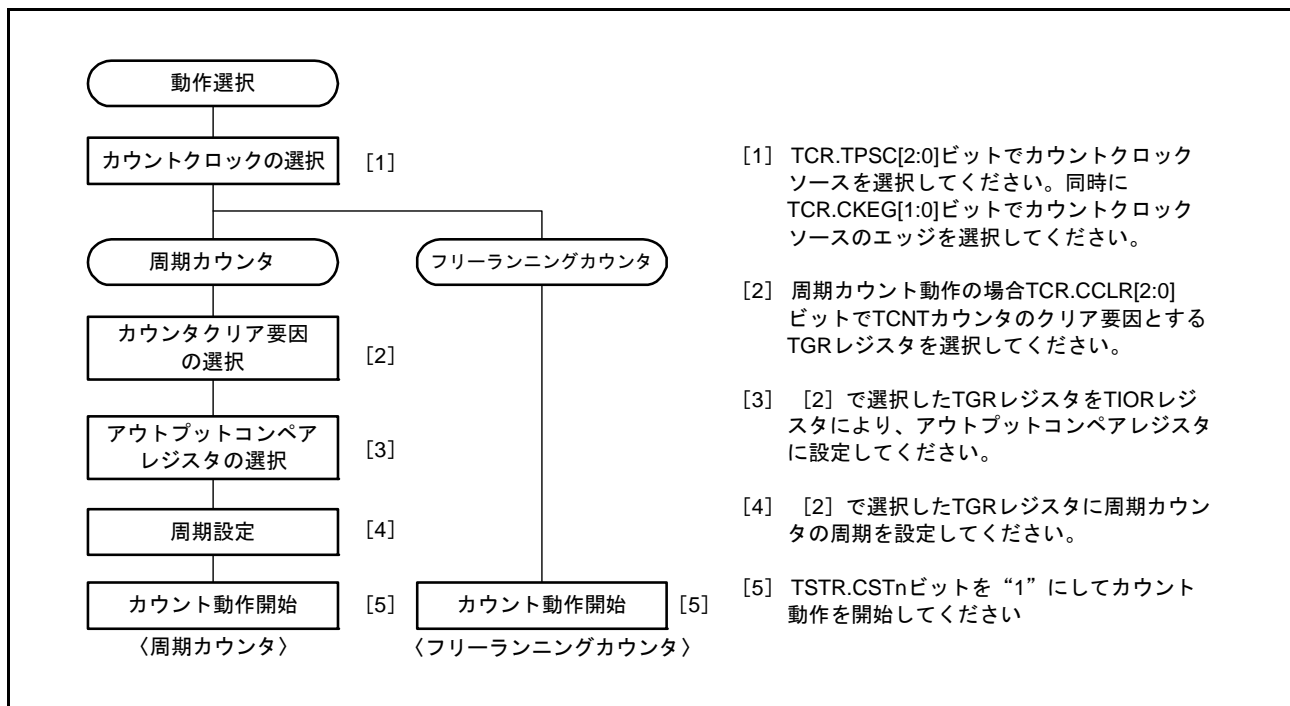 動作選択
カウントクロックの選択 [1]
周期カウンタ
フリーランニングカウンタ
カウンタクリア要因
の選択
[2]
アウトプットコンペア
レジスタの選択
[3]
周期設定 [4]
カウント動作開始 [5]
カウント動作開始 [5]
〈周期カウンタ〉
〈フリーランニングカウンタ〉
[1] TCR.TPSC[2:0]ビットでカウントクロック
ソースを選択してください。同時に
TCR.CKEG[1:0]ビットでカウントクロック
ソースのエッジを選択してください。
[2] 周期カウント動作の場合TCR.CCLR[2:0]
ビットでTCNTカウンタのクリア要因とする
TGRレジスタを選択してください。
[3] [2]で選択したTGRレジスタをTIORレジ
スタにより、アウトプットコンペアレジスタ
に設定してください。
[4] [2]で選択したTGRレジスタに周期カウン
タの周期を設定してください。
[5] TSTR.CSTnビットを“1”にしてカウント
動作を開始してください